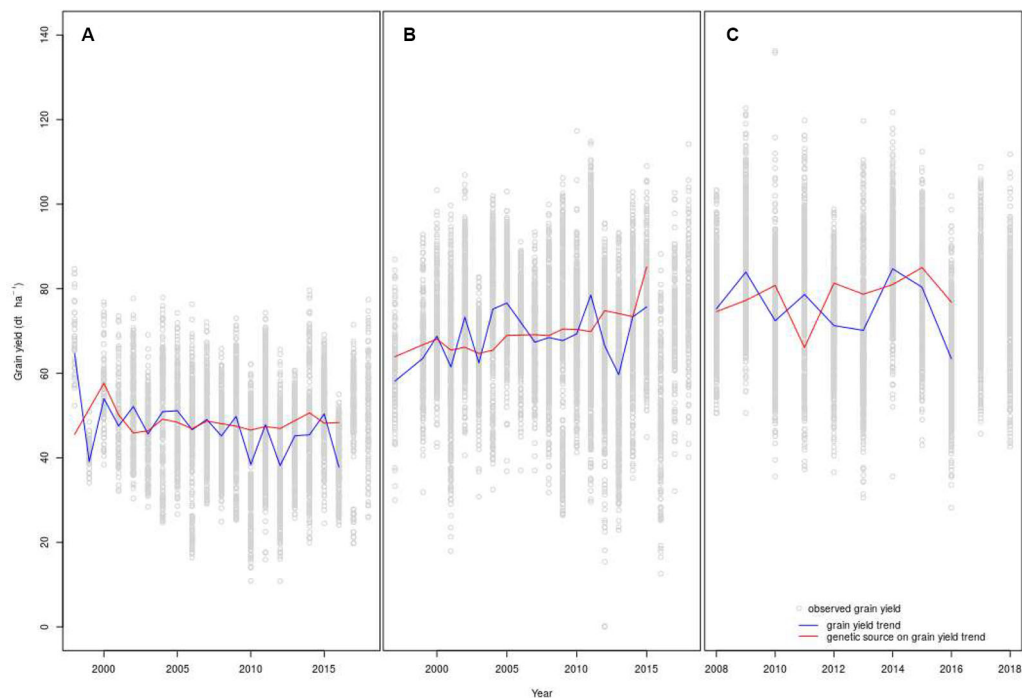 A B C
140
120
100
80
60
40
20
0
Grain yield (dt ha⁻¹)
observed grain yield
grain yield trend
genetic source on grain yield trend
2000 2005 2010 2015 2000 2005 2010 2015 2008 2010 2012 2014 2016 2018
Year